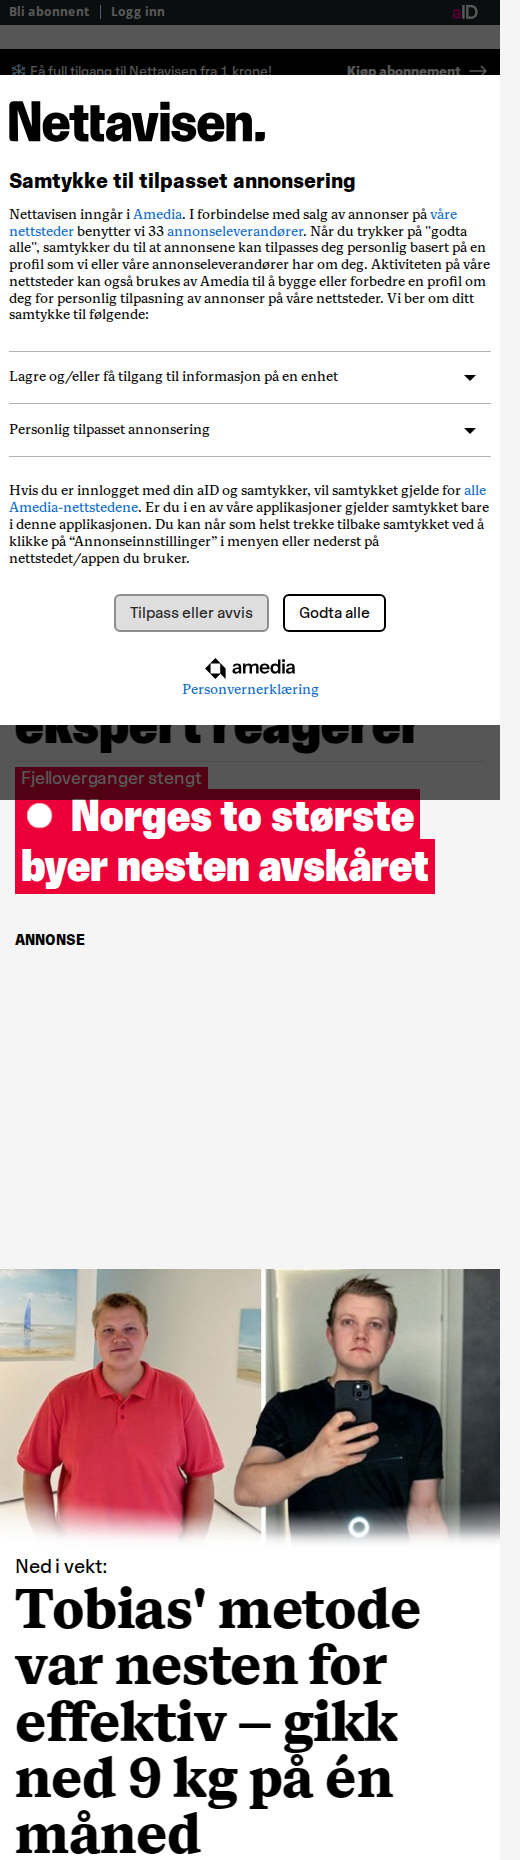 Bli abonnent | Logg inn
aID
Få full tilgang til Nettavisen fra 1 krone!
Kjøp abonnement
Nettavisen.
Samtykke til tilpasset annonsering
Nettavisen inngår i Amedia. I forbindelse med salg av annonser på våre
nettsteder benytter vi 33 annonseleverandører. Når du trykker på "godta
alle", samtykker du til at annonsene kan tilpasses deg personlig basert på en
profil som vi eller våre annonseleverandører har om deg. Aktiviteten på våre
nettsteder kan også brukes av Amedia til å bygge eller forbedre en profil om
deg for personlig tilpasning av annonser på våre nettsteder. Vi ber om ditt
samtykke til følgende:
Lagre og/eller få tilgang til informasjon på en enhet
Personlig tilpasset annonsering
Hvis du er innlogget med din aID og samtykker, vil samtykket gjelde for alle
Amedia-nettstedene. Er du i en av våre applikasjoner gjelder samtykket bare
i denne applikasjonen. Du kan når som helst trekke tilbake samtykket ved å
klikke på “Annonseinnstillinger” i menyen eller nederst på
nettstedet/appen du bruker.
Tilpass eller avvis
Godta alle
amedia
Personvernerklæring
ekspert reagerer
Fjelloverganger stengt
Norges to største
byer nesten avskåret
ANNONSE
Ned i vekt:
Tobias' metode
var nesten for
effektiv – gikk
ned 9 kg på én
måned